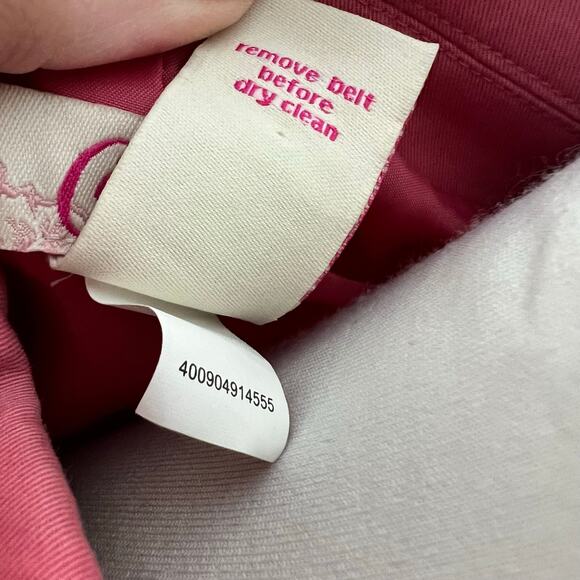 remove belt
before
dry clean
400904914555